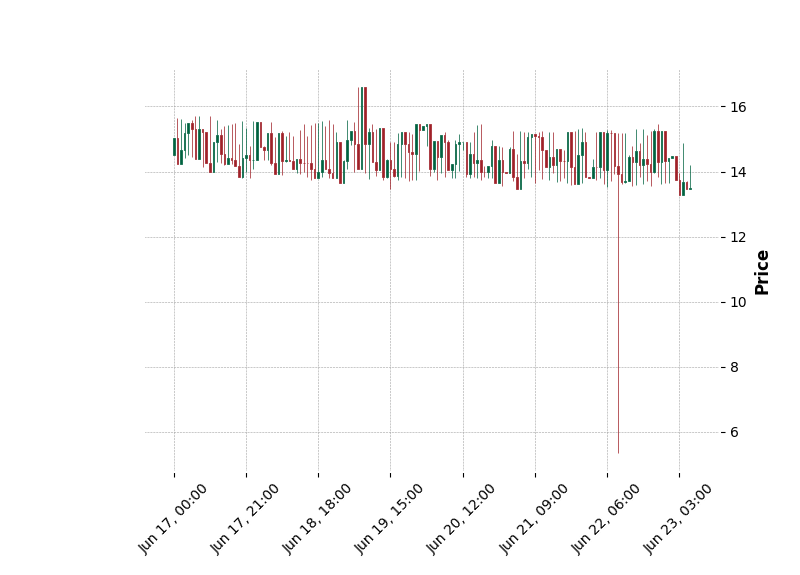 16
14
12
10
8
6
Price
Jun 17, 00:00
Jun 17, 21:00
Jun 18, 18:00
Jun 19, 15:00
Jun 20, 12:00
Jun 21, 09:00
Jun 22, 06:00
Jun 23, 03:00